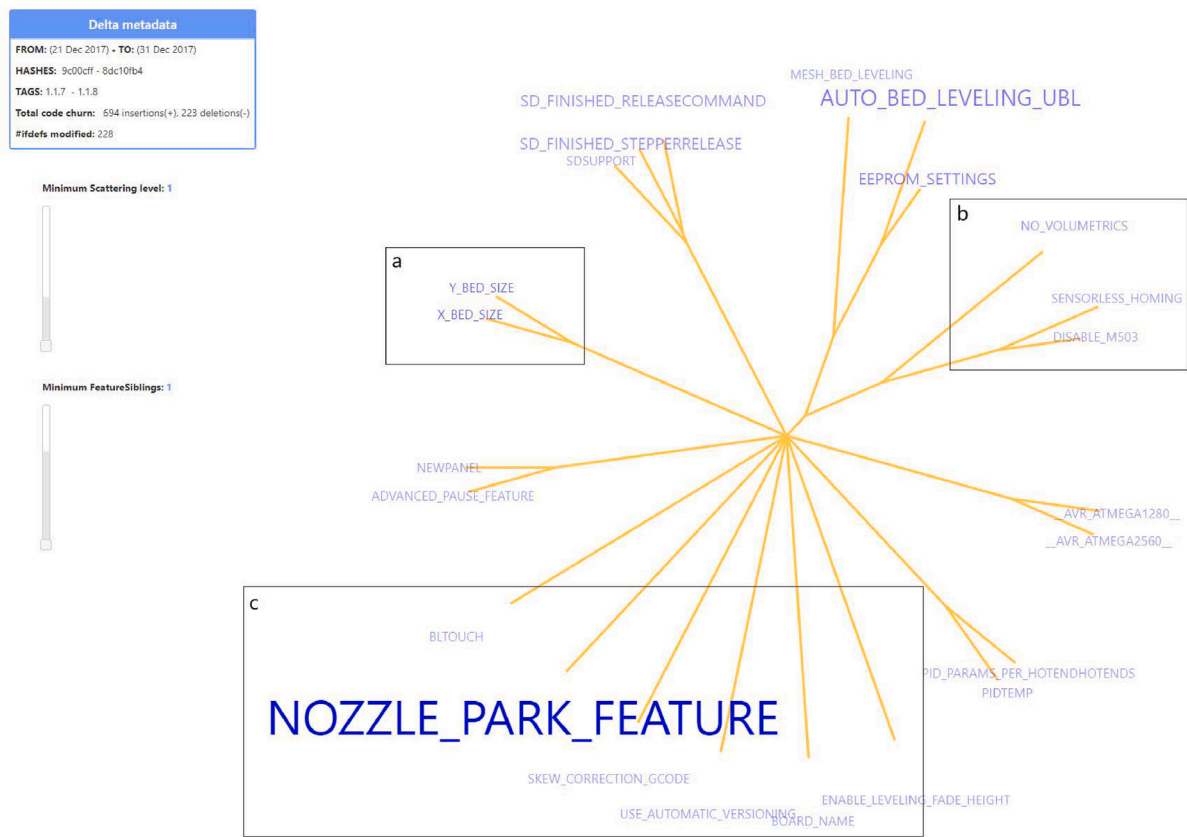 Delta metadata
FROM: (21 Dec 2017) - TO: (31 Dec 2017)
HASHES: 9c00cff - 8dc10fb4
TAGS: 1.1.7 - 1.1.8
Total code churn: 694 insertions(+), 223 deletions(-)
#ifdefs modified: 228
Minimum Scattering level: 1
Minimum FeatureSiblings: 1
MESH_BED_LEVELING
SD_FINISHED_RELEASECOMMAND
AUTO_BED_LEVELING_UBL
SD_FINISHED_STEPPERRELEASE
SDSUPPORT
EEPROM_SETTINGS
b
NO_VOLUMETRICS
SENSORLESS_HOMING
DISABLE_M503
a
Y_BED_SIZE
X_BED_SIZE
NEWPANEL
ADVANCED_PAUSE_FEATURE
__AVR_ATMEGA1280__
__AVR_ATMEGA2560__
c
BLTOUCH
PID_PARAMS_PER_HOTENDHOTENDS
PIDTEMP
NOZZLE_PARK_FEATURE
SKEW_CORRECTION_GCODE
USE_AUTOMATIC_VERSIONING
ENABLE_LEVELING_FADE_HEIGHT
BOARD_NAME